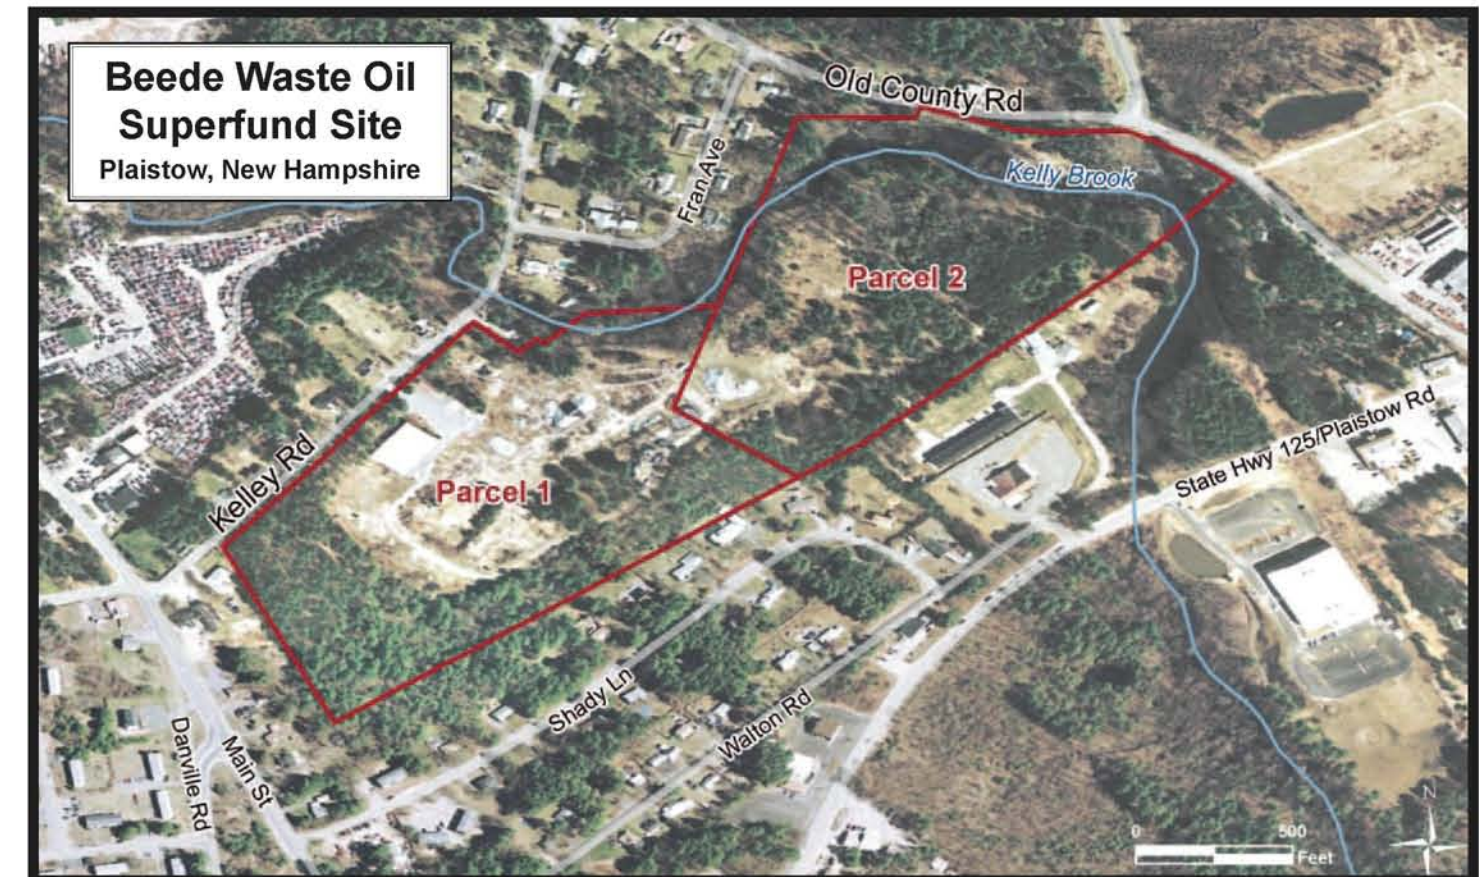 Beede Waste Oil
Superfund Site
Plaistow, New Hampshire
Old County Rd
Fran Ave
Kelly Brook
Parcel 2
State Hwy 125/Plaistow Rd
Kelley Rd
Parcel 1
Shady Ln
Walton Rd
Danville Rd
Main St
N
0 500
Feet